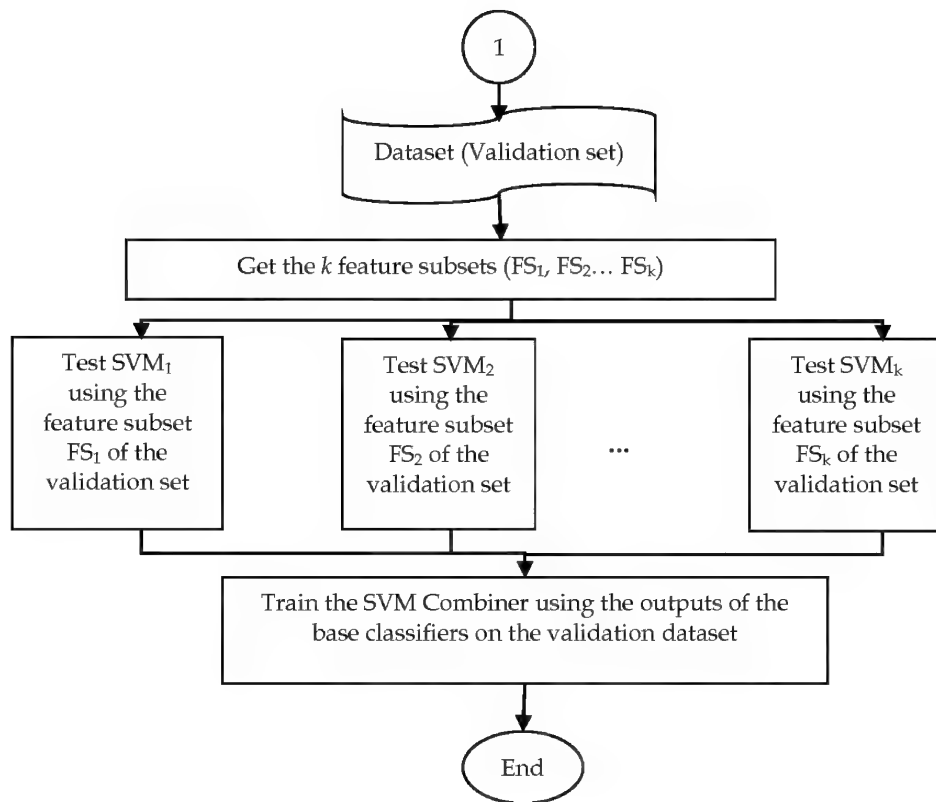 1
Dataset (Validation set)
Get the k feature subsets (FS₁, FS₂... FSₖ)
Test SVM₁
using the
feature subset
FS₁ of the
validation set
Test SVM₂
using the
feature subset
FS₂ of the
validation set
...
Test SVMₖ
using the
feature subset
FSₖ of the
validation set
Train the SVM Combiner using the outputs of the
base classifiers on the validation dataset
End